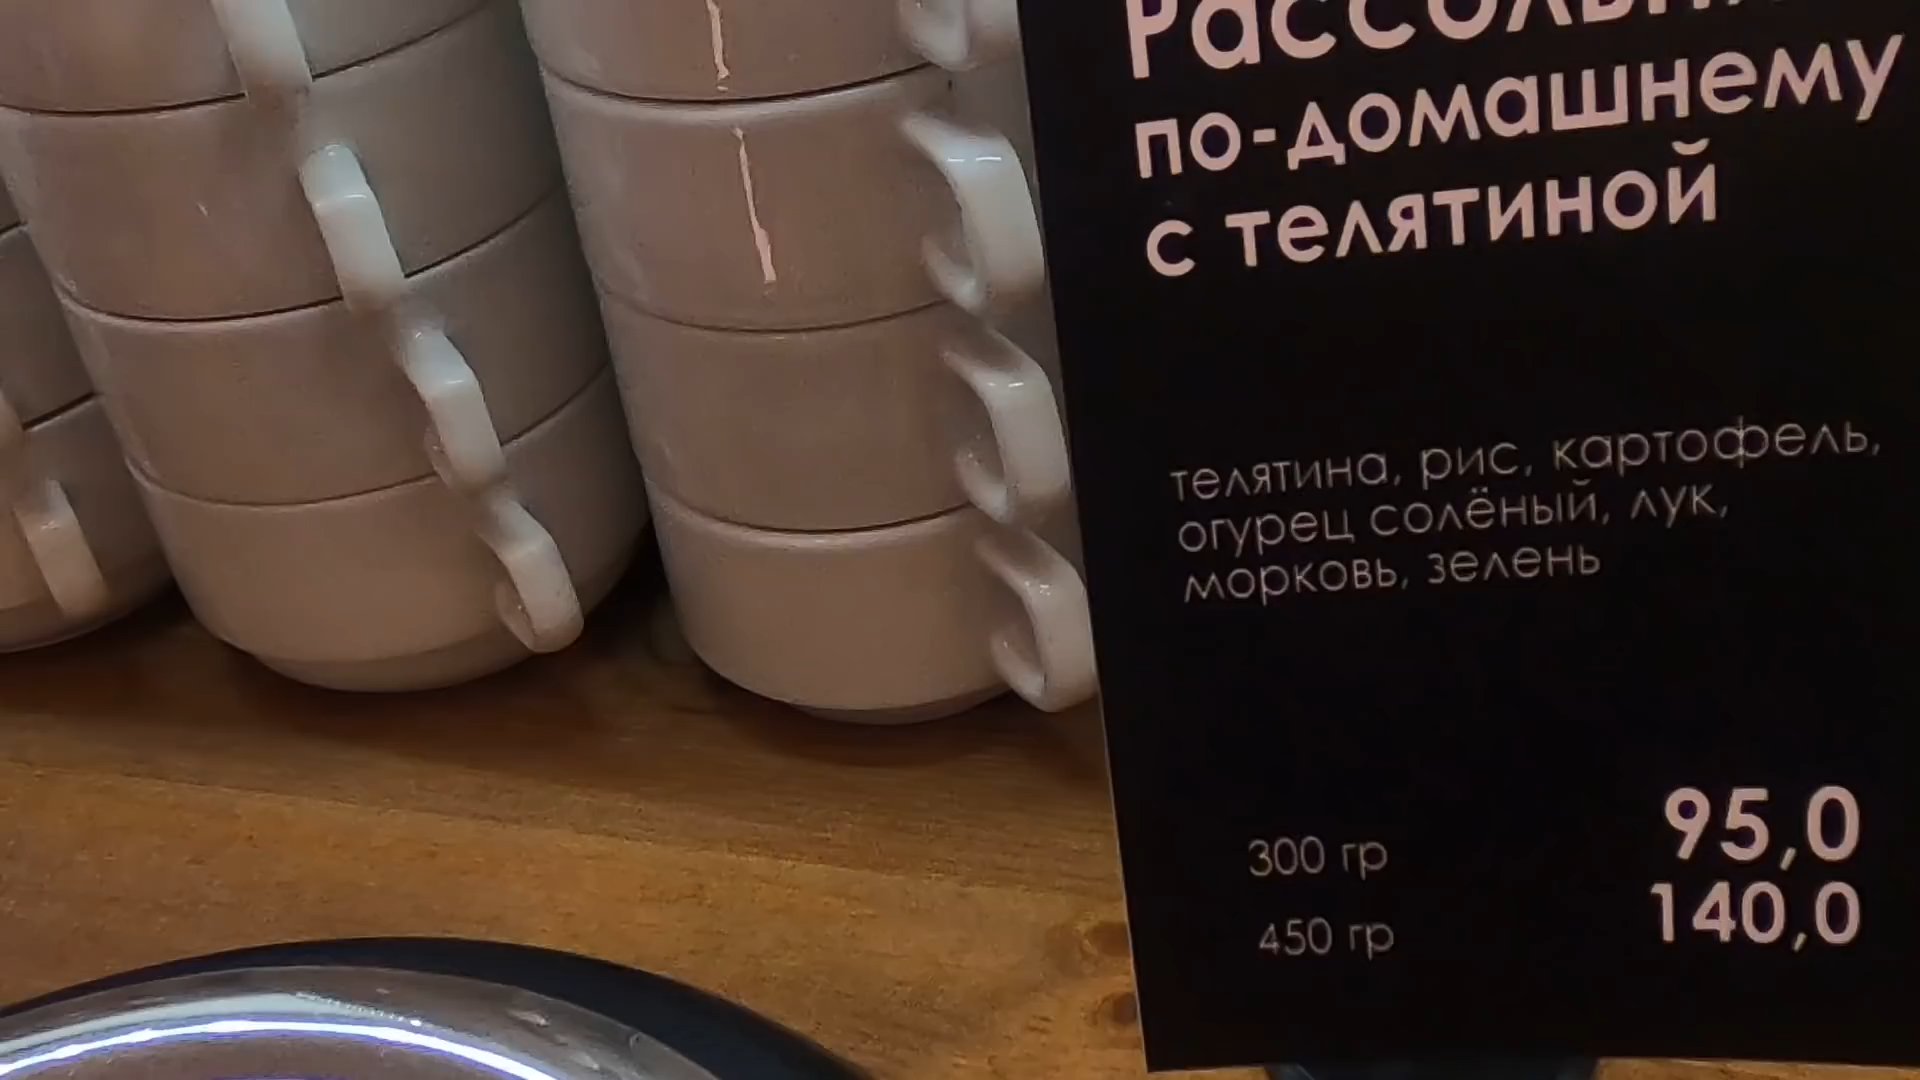 по-домашнему
с телятиной
телятина, рис, картофель,
огурец солёный, лук,
морковь, зелень
300 гр 95,0
450 гр 140,0